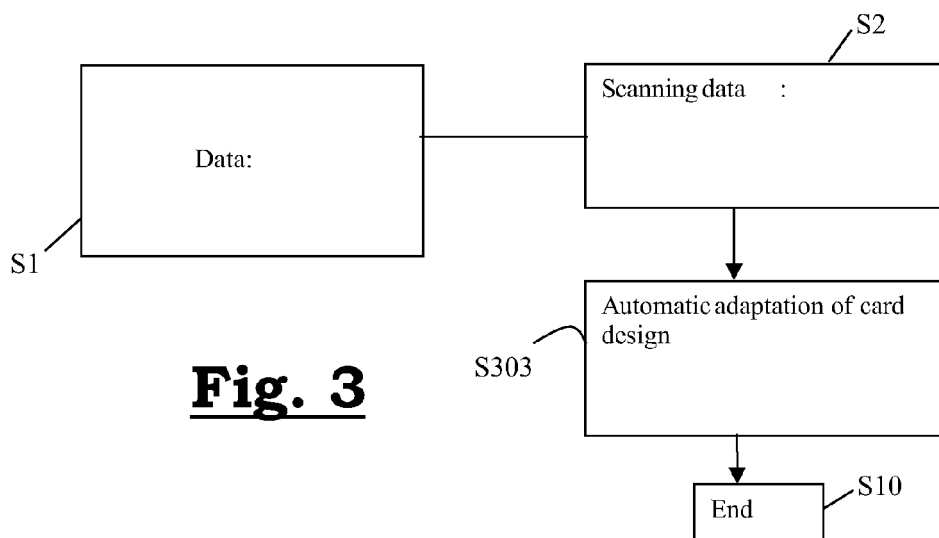 S2
Scanning data :
Data:
S1
Automatic adaptation of card
design
S303
Fig. 3
S10
End